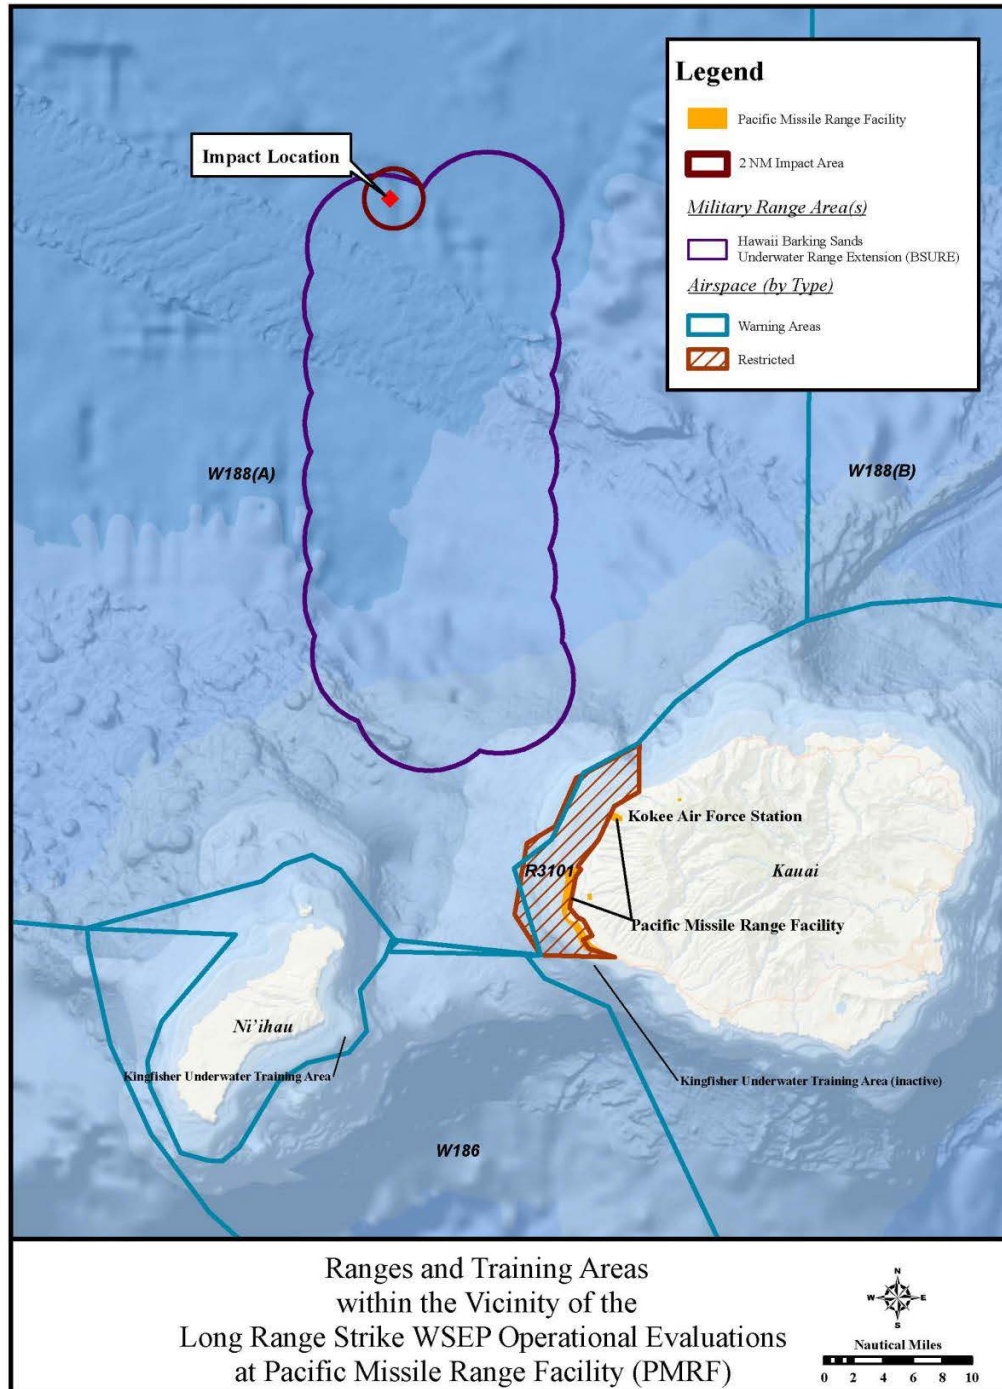 Legend
Pacific Missile Range Facility
2 NM Impact Area
Military Range Area(s)
Hawaii Barking Sands
Underwater Range Extension (BSURE)
Airspace (by Type)
Warning Areas
Restricted
Impact Location
W188(A)
W188(B)
Kokee Air Force Station
R3101
Kauai
Pacific Missile Range Facility
Ni'ihau
Kingfisher Underwater Training Area
Kingfisher Underwater Training Area (inactive)
W186
Ranges and Training Areas
within the Vicinity of the
Long Range Strike WSEP Operational Evaluations
at Pacific Missile Range Facility (PMRF)
N
W E
S
Nautical Miles
0 2 4 6 8 10